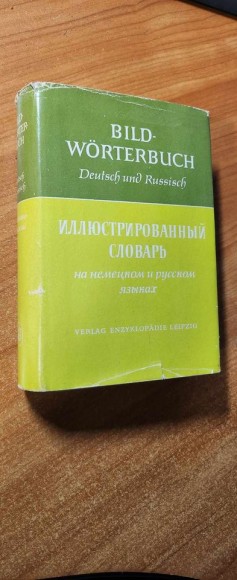 BILD-
WÖRTERBUCH
Deutsch und Russisch
ИЛЛЮСТРИРОВАННЫЙ
СЛОВАРЬ
на немецком и русском
языках
VERLAG ENZYKLOPÄDIE LEIPZIG